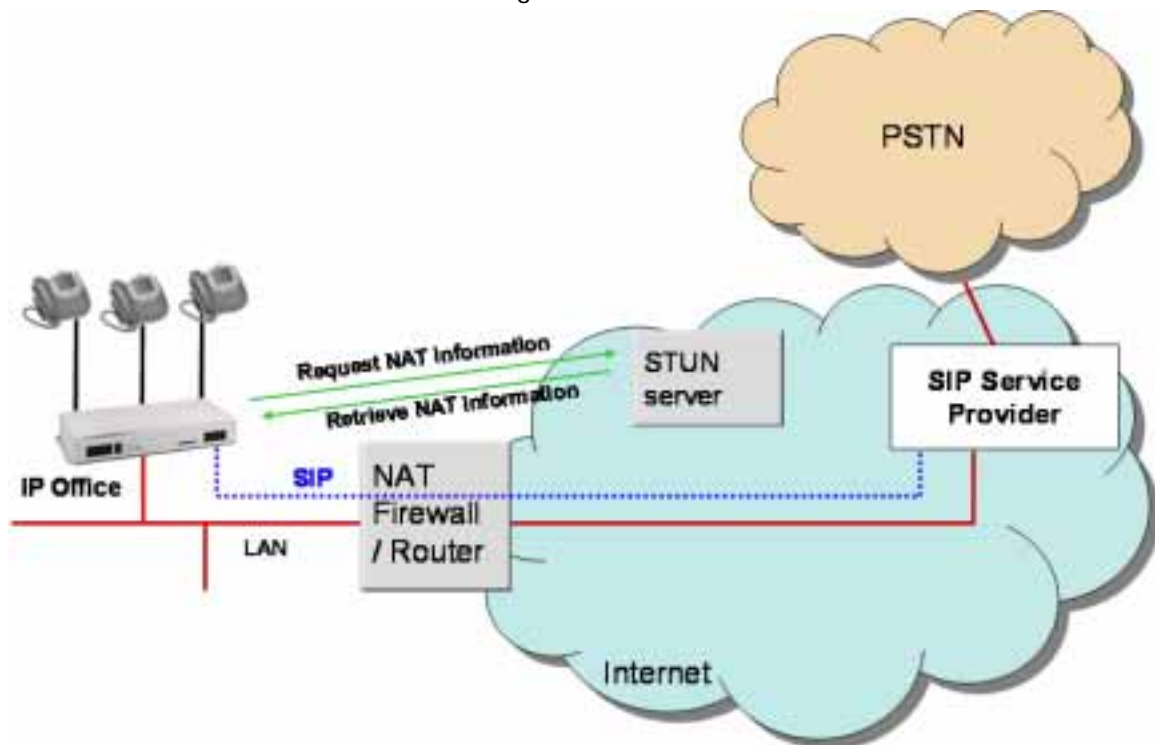 PSTN
Request NAT Information
Retrieve NAT Information
STUN
server
SIP Service
Provider
IP Office
SIP
NAT
Firewall
/ Router
LAN
Internet